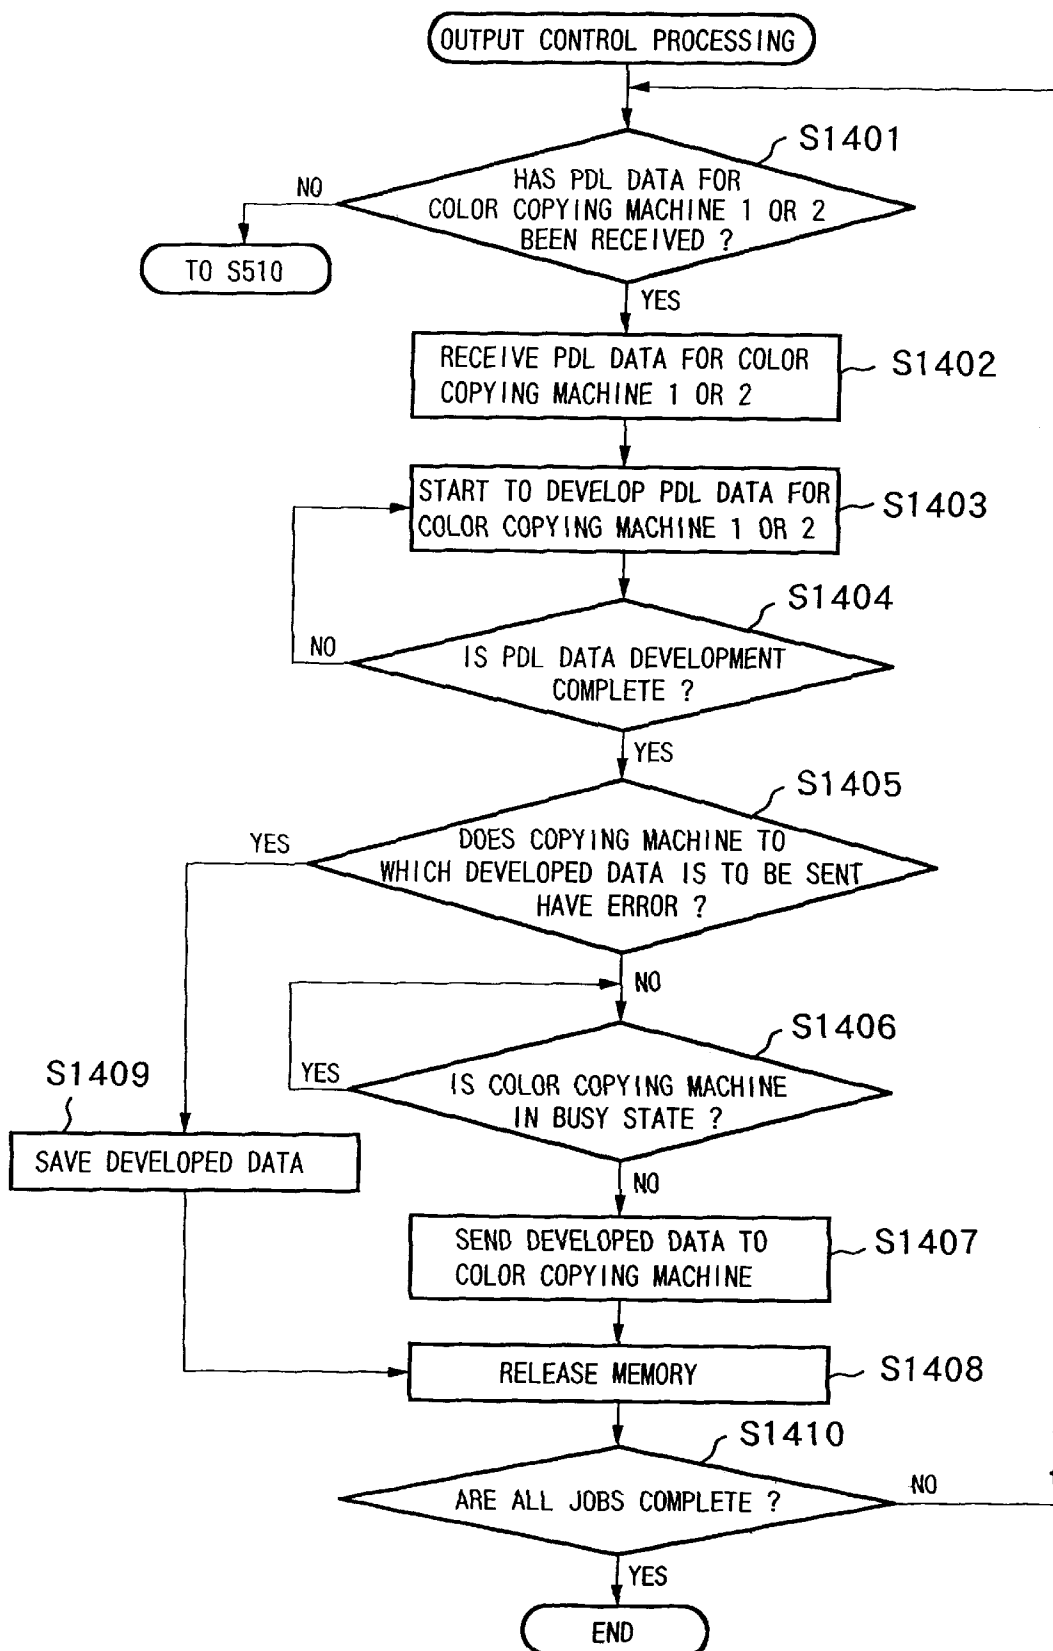 OUTPUT CONTROL PROCESSING
S1401
HAS PDL DATA FOR
COLOR COPYING MACHINE 1 OR 2
BEEN RECEIVED ?
NO
TO S510
YES
RECEIVE PDL DATA FOR COLOR
COPYING MACHINE 1 OR 2
S1402
START TO DEVELOP PDL DATA FOR
COLOR COPYING MACHINE 1 OR 2
S1403
S1404
IS PDL DATA DEVELOPMENT
COMPLETE ?
NO
YES
S1405
DOES COPYING MACHINE TO
WHICH DEVELOPED DATA IS TO BE SENT
HAVE ERROR ?
YES
NO
S1406
IS COLOR COPYING MACHINE
IN BUSY STATE ?
YES
S1409
SAVE DEVELOPED DATA
NO
SEND DEVELOPED DATA TO
COLOR COPYING MACHINE
S1407
RELEASE MEMORY
S1408
S1410
ARE ALL JOBS COMPLETE ?
NO
YES
END